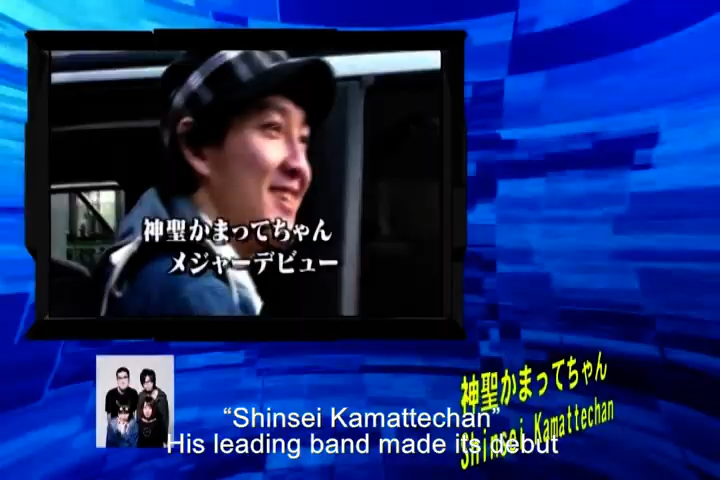 神聖かまってちゃん
メジャーデビュー
神聖かまってちゃん
Shinsei Kamattechan
“Shinsei Kamattechan”
His leading band made its debut